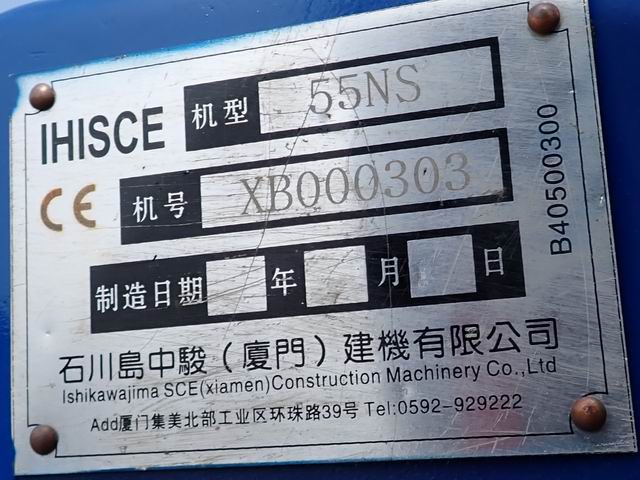 IHISCE 机型 55NS
CE 机号 XB000303
制造日期 年 月 日
B40500300
石川島中駿（廈門）建機有限公司
Ishikawajima SCE(xiamen)Construction Machinery Co.,Ltd
Add厦门集美北部工业区环珠路39号 Tel:0592-929222